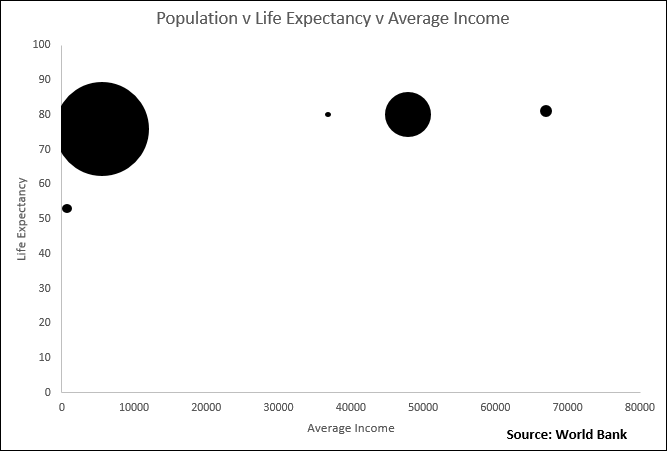 Population v Life Expectancy v Average Income
100
90
80
70
60
50
40
30
20
10
0
Life Expectancy
0 10000 20000 30000 40000 50000 60000 70000 80000
Average Income
Source: World Bank